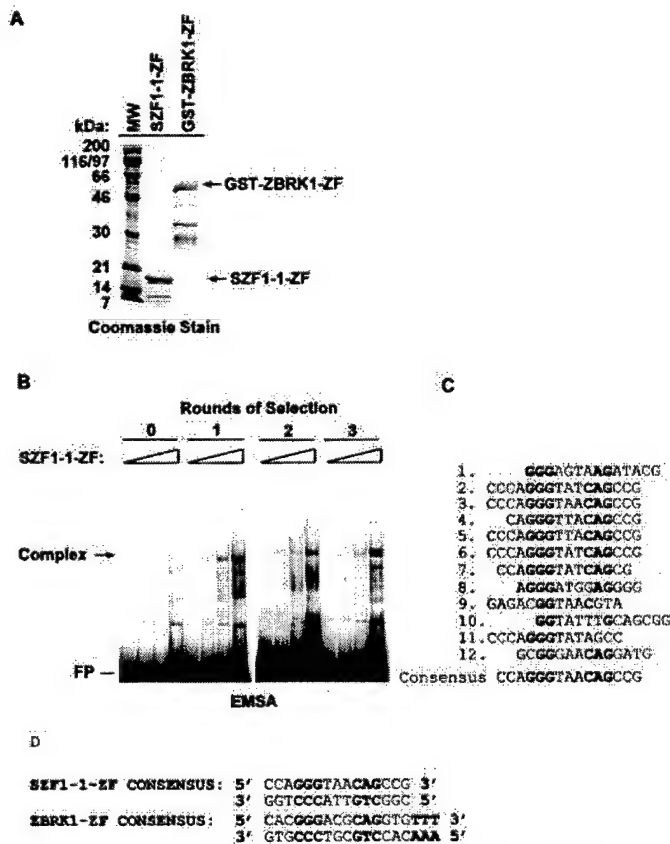 A
MW
SZF1-1-ZF
GST-ZBRK1-ZF
kDa:
200
116/97
66
46
30
21
14
7
GST-ZBRK1-ZF
SZF1-1-ZF
Coomassie Stain
B
Rounds of Selection
0 1 2 3
SZF1-1-ZF:
Complex
FP
EMSA
C
1. GGGAGTAAGATACG
2. CCCAGGGTATCAGCCG
3. CCCAGGGTAACAGCCG
4. CAGGGTTACAGCCG
5. CCCAGGGTTACAGCCG
6. CCCAGGGTATCAGCCG
7. CCAGGGTATCAGCG
8. AGGGATGGAGGGG
9. GAGACGGTAACGTA
10. GGTATTTGCAGCGG
11. CCCAGGGTATAGCC
12. GCGGGAACAGGATG
Consensus CCAGGGTAACAGCCG
D
SZF1-1-ZF CONSENSUS: 5' CCAGGGTAACAGCCG 3'
3' GGTCCCATTGTCGGC 5'
ZBRK1-ZF CONSENSUS: 5' CACGGGACGCAGGTGTTT 3'
3' GTGCCCTGCGTCCACAAA 5'